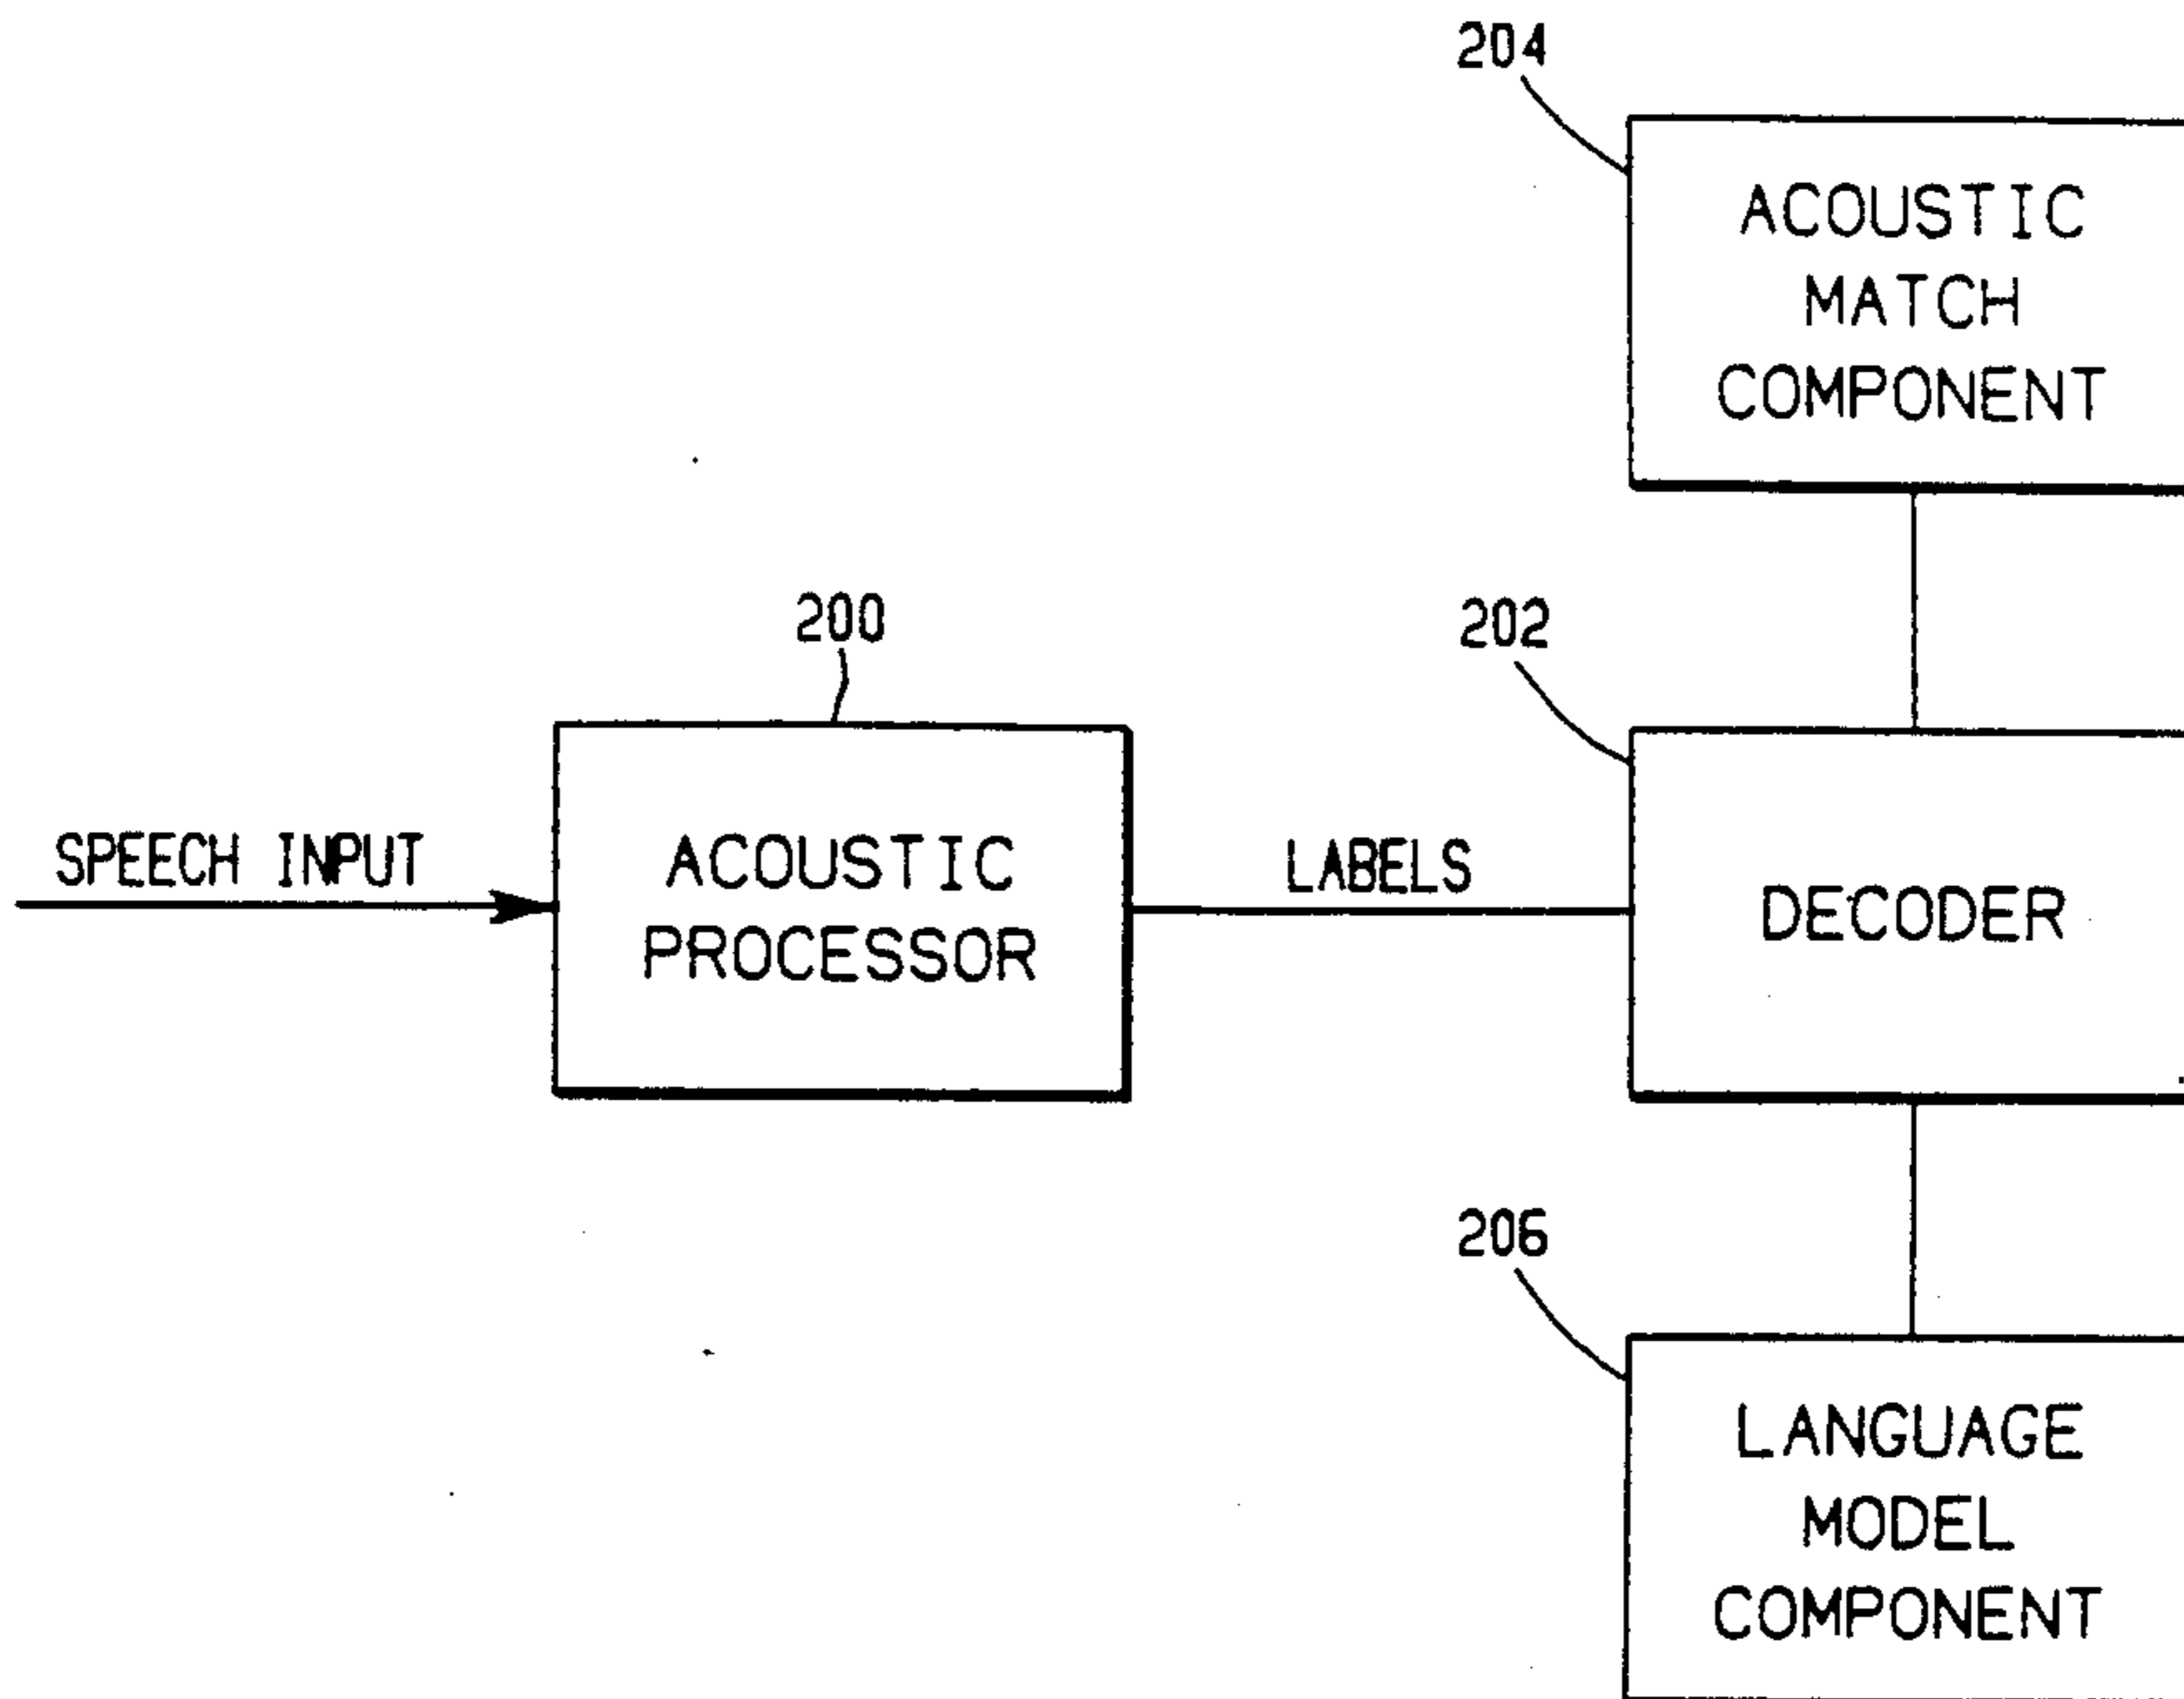 204
ACOUSTIC
MATCH
COMPONENT
200
202
SPEECH INPUT
ACOUSTIC
PROCESSOR
LABELS
DECODER
206
LANGUAGE
MODEL
COMPONENT